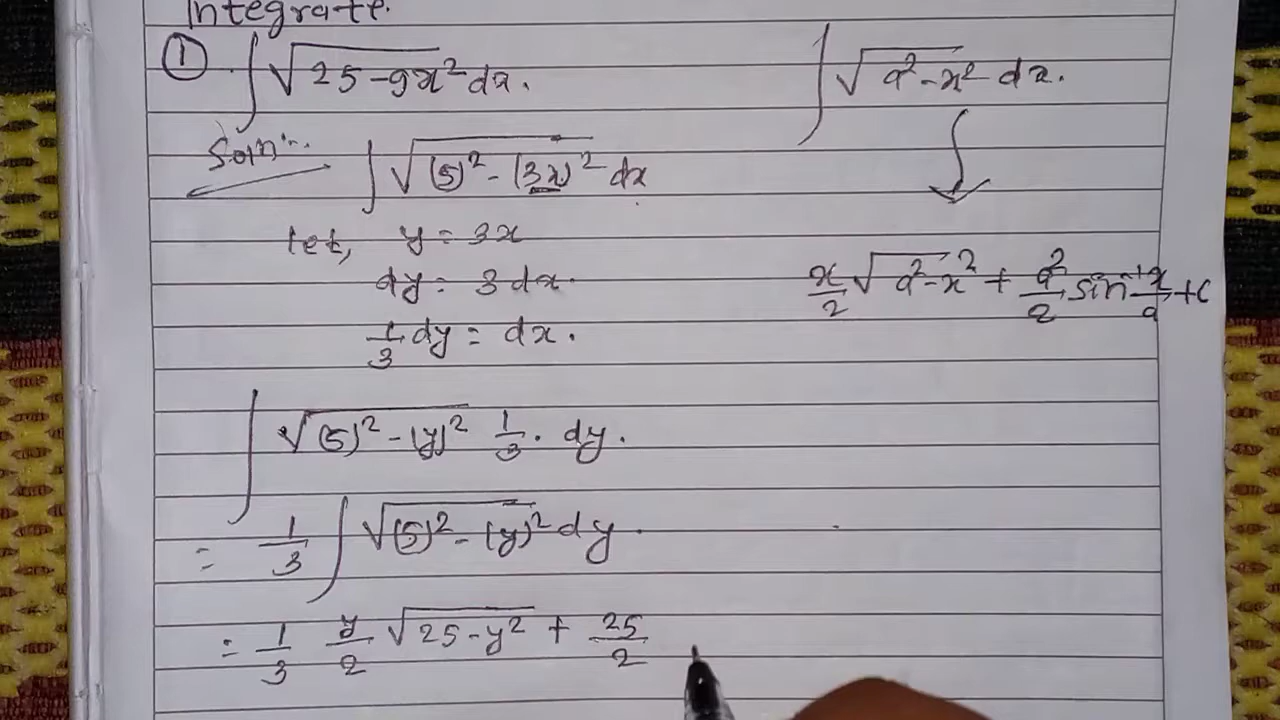 Integrate.
① ∫√(25-9x²) dx.
∫√(a²-x²) dx.
Soln:-
∫√((5)²-(3x)²) dx
let, y = 3x
dy = 3 dx.
x/2 √(a²-x²) + a²/2 sin⁻¹ x/a + c
1/3 dy = dx.
∫√((5)²-(y)²) 1/3 . dy.
= 1/3 ∫√((5)²-(y)²) dy.
= 1/3 y/2 √(25-y²) + 25/2